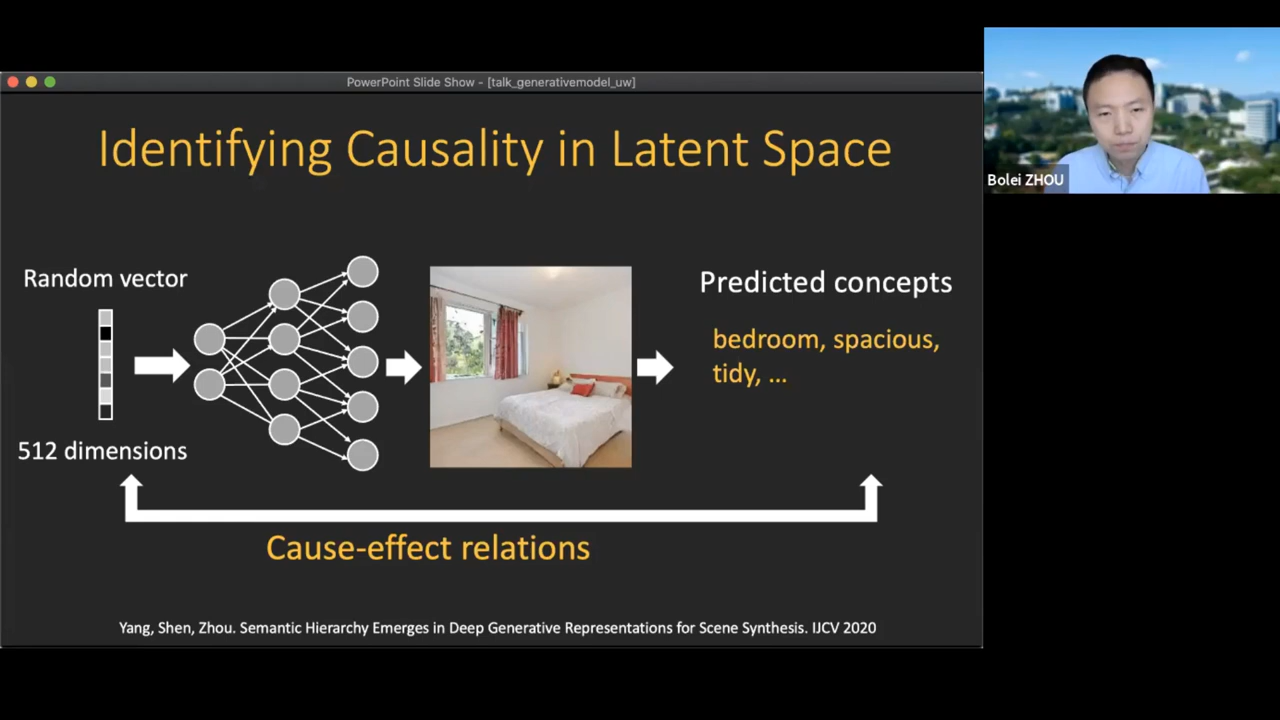 PowerPoint Slide Show - [talk_generativemodel_uw]
Identifying Causality in Latent Space
Random vector
512 dimensions
Predicted concepts
bedroom, spacious,
tidy, ...
Cause-effect relations
Yang, Shen, Zhou. Semantic Hierarchy Emerges in Deep Generative Representations for Scene Synthesis. IJCV 2020
Bolei ZHOU